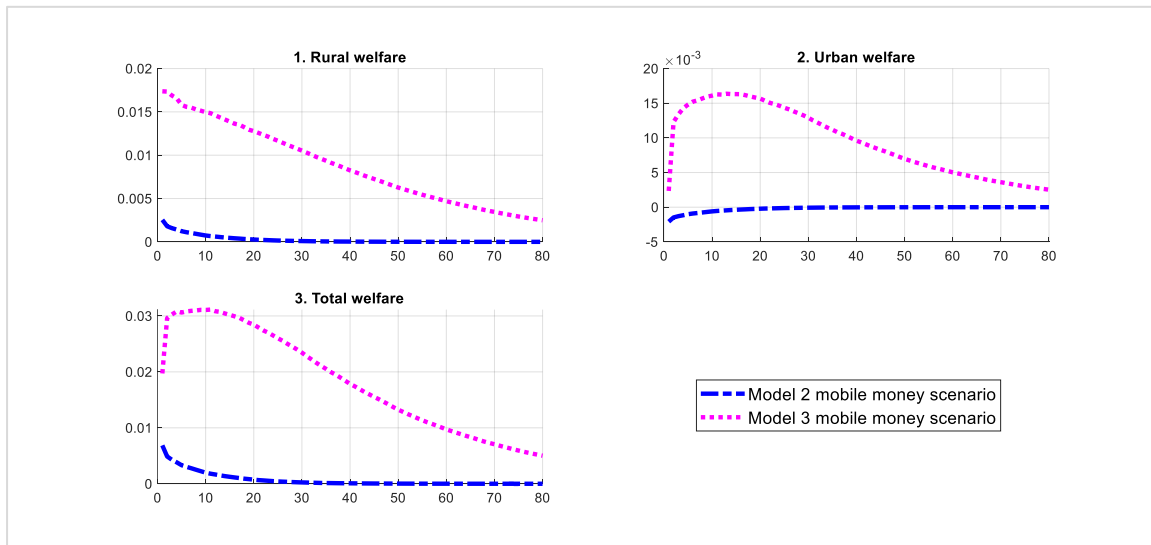 1. Rural welfare
0.02
0.015
0.01
0.005
0
0 10 20 30 40 50 60 70 80
2. Urban welfare
×10-3
20
15
10
5
0
-5
0 10 20 30 40 50 60 70 80
3. Total welfare
0.03
0.02
0.01
0
0 10 20 30 40 50 60 70 80
Model 2 mobile money scenario
Model 3 mobile money scenario